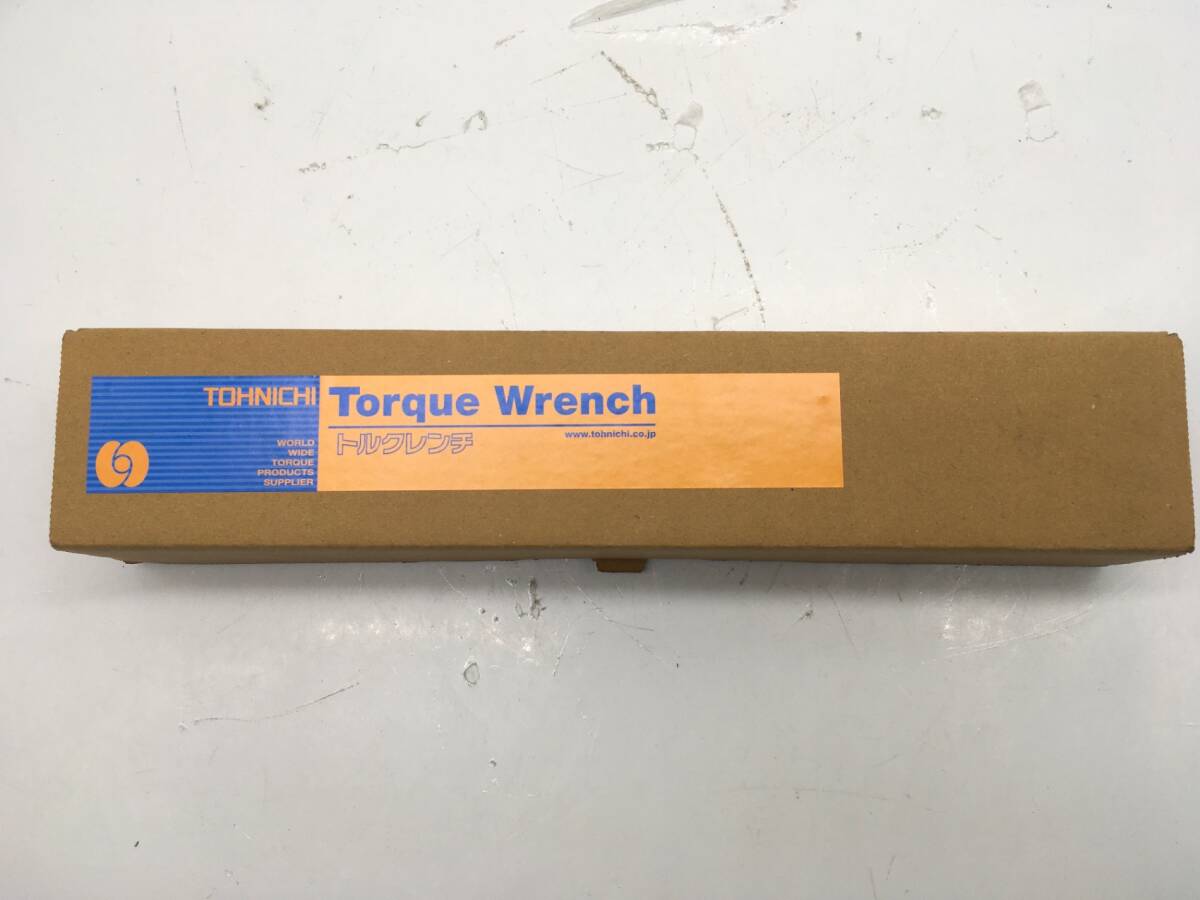 TOHNICHI
WORLD
WIDE
TORQUE
PRODUCTS
SUPPLIER
Torque Wrench
トルクレンチ
www.tohnichi.co.jp